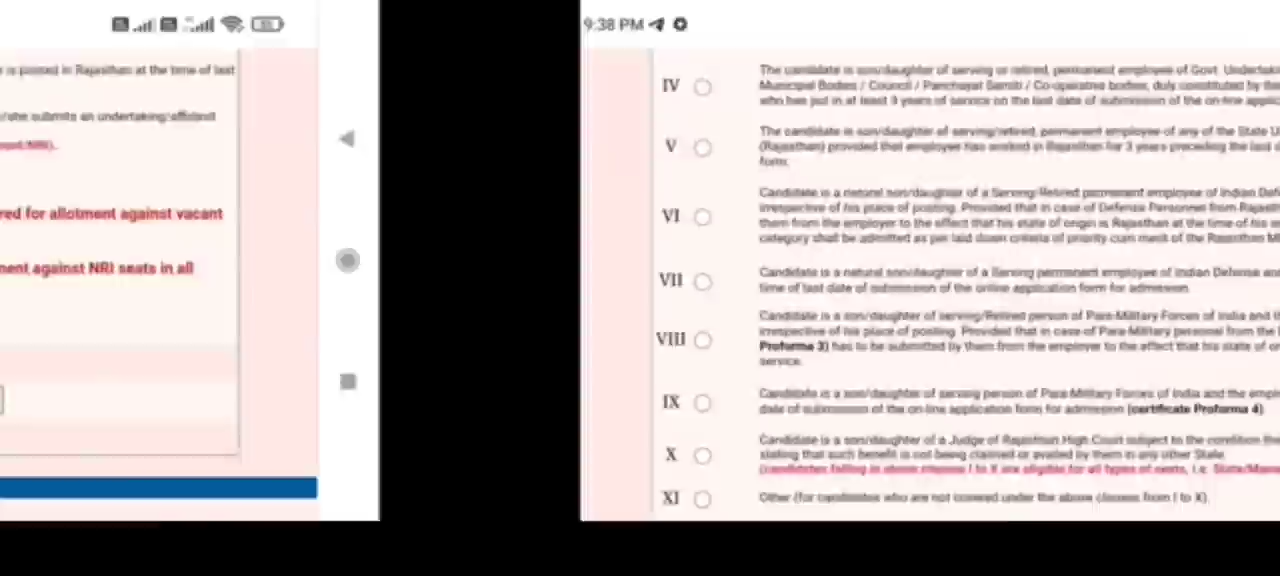 e is posted in Rajasthan at the time of last
/she submits an undertaking/affidavit
ment/NRI).
red for allotment against vacant
ment against NRI seats in all
9:38 PM
IV
The candidate is son/daughter of serving or retired, permanent employee of Govt. Undertak
Municipal Bodies / Council / Panchayat Samiti / Co-operative bodies, duly constituted by the
who has put in at least 3 years of service on the last date of submission of the on-line applic
V
The candidate is son/daughter of serving/retired, permanent employee of any of the State U
(Rajasthan) provided that employee has worked in Rajasthan for 3 years preceding the last d
form.
VI
Candidate is a natural son/daughter of a Serving/Retired permanent employee of Indian Def
irrespective of his place of posting. Provided that in case of Defense Personnel from Rajasth
them from the employer to the effect that his state of origin is Rajasthan at the time of his
category shall be admitted as per laid down criteria of priority cum merit of the Rajasthan
VII
Candidate is a natural son/daughter of a Serving permanent employee of Indian Defense and
time of last date of submission of the online application form for admission.
VIII
Candidate is a son/daughter of serving/Retired person of Para-Military Forces of India and th
irrespective of his place of posting. Provided that in case of Para-Military personal from the
Proforma 3) has to be submitted by them from the employer to the effect that his state of or
service.
IX
Candidate is a son/daughter of serving person of Para-Military Forces of India and the empl
date of submission of the on-line application form for admission (certificate Proforma 4)
X
Candidate is a son/daughter of a Judge of Rajasthan High Court subject to the condition the
stating that such benefit is not being claimed or availed by them in any other State.
(candidates falling in above clauses I to X are eligible for all types of seats, i.e. State/Mana
XI
Other (for candidates who are not covered under the above clauses from I to X).